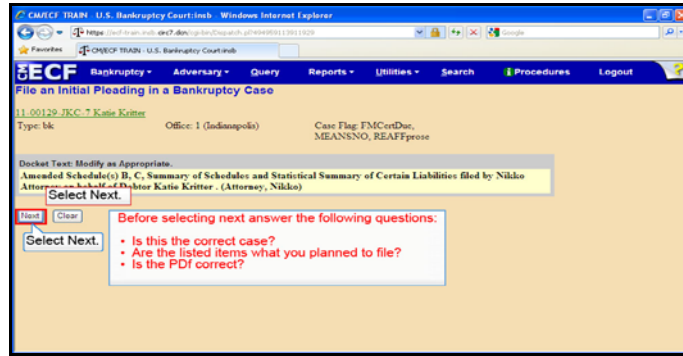 CM/ECF TRAIN - U.S. Bankruptcy Court:insb - Windows Internet Explorer
Google
Favorites CM/ECF TRAIN - U.S. Bankruptcy Court:insb
ECF Bankruptcy Adversary Query Reports Utilities Search Procedures Logout ?
File an Initial Pleading in a Bankruptcy Case
11-00129-JKC-7 Katie Kritter
Type: bk Office: 1 (Indianapolis) Case Flag: FMCertDue,
MEANSNO, REAFFprose
Docket Text: Modify as Appropriate.
Amended Schedule(s) B, C, Summary of Schedules and Statistical Summary of Certain Liabilities filed by Nikko
Attorney on behalf of Debtor Katie Kritter . (Attorney, Nikko)
Select Next.
Next Clear
Select Next.
Before selecting next answer the following questions:
• Is this the correct case?
• Are the listed items what you planned to file?
• Is the PDf correct?